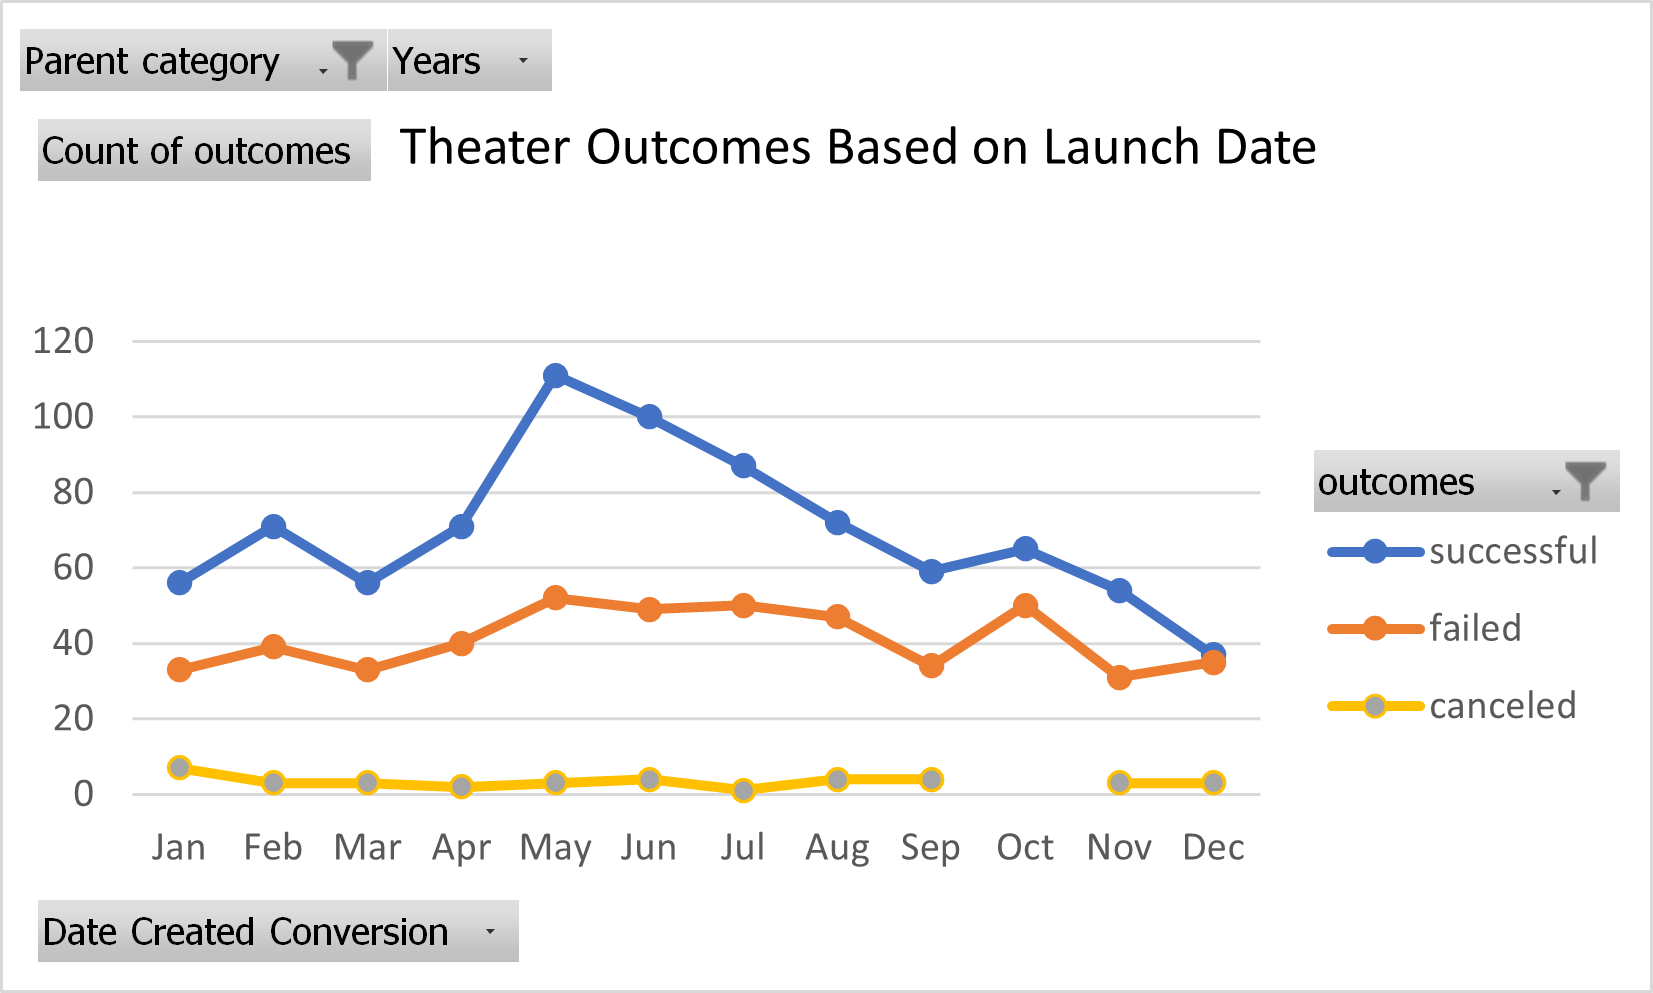 Parent category Years
Count of outcomes
Theater Outcomes Based on Launch Date
120
100
80
60
40
20
0
Jan Feb Mar Apr May Jun Jul Aug Sep Oct Nov Dec
outcomes
successful
failed
canceled
Date Created Conversion